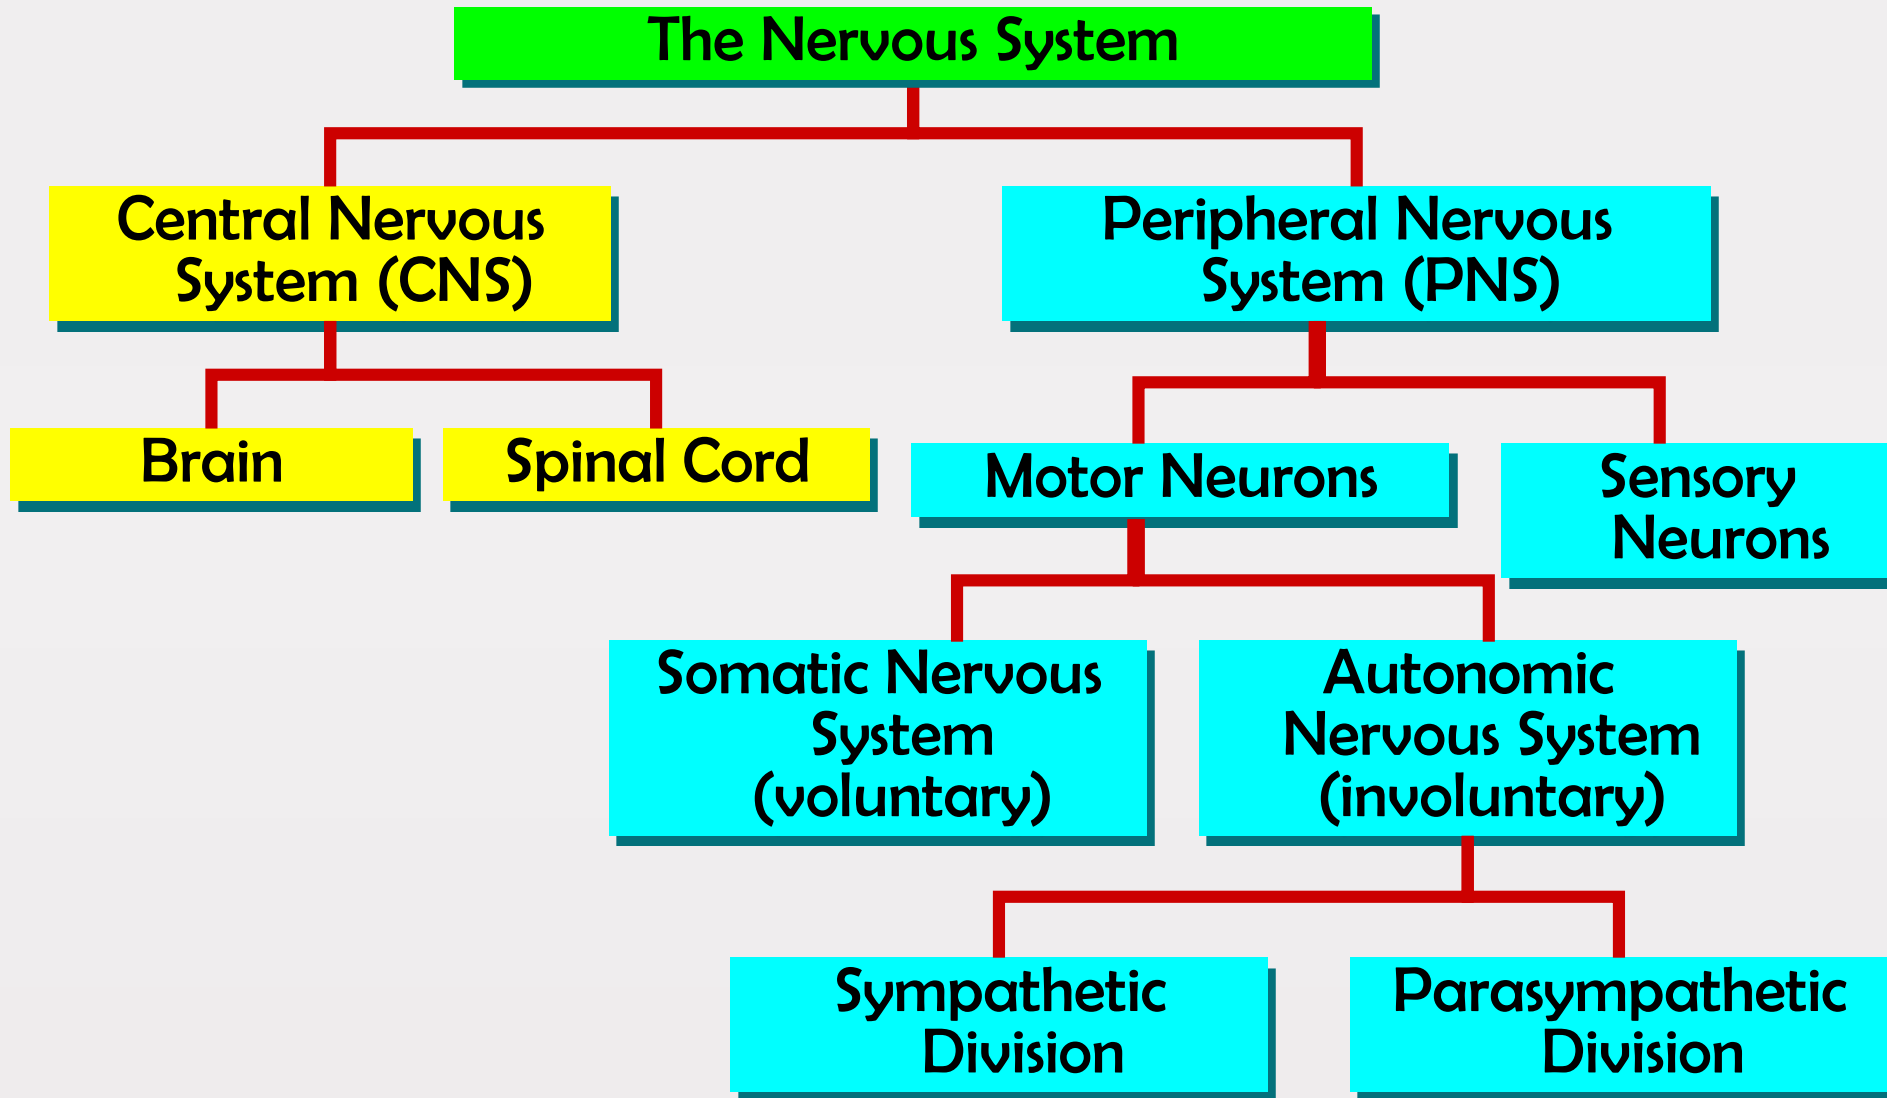 The Nervous System
Central Nervous
System (CNS)
Peripheral Nervous
System (PNS)
Brain
Spinal Cord
Motor Neurons
Sensory
Neurons
Somatic Nervous
System
(voluntary)
Autonomic
Nervous System
(involuntary)
Sympathetic
Division
Parasympathetic
Division